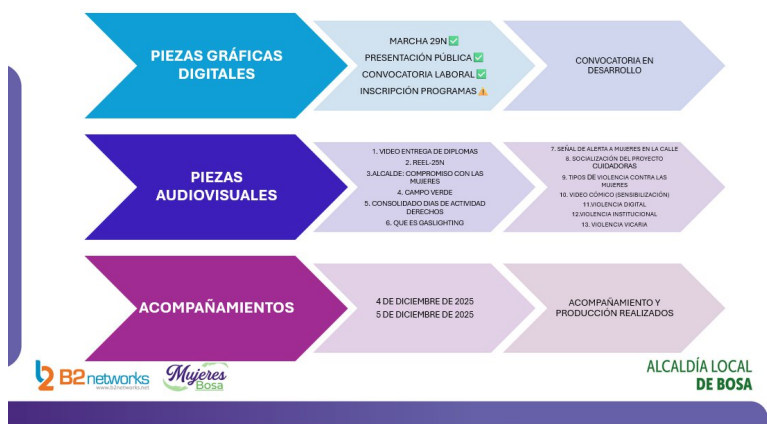 PIEZAS GRÁFICAS
DIGITALES
MARCHA 29N ✅
PRESENTACIÓN PÚBLICA ✅
CONVOCATORIA LABORAL ✅
INSCRIPCIÓN PROGRAMAS ⚠️
CONVOCATORIA EN
DESARROLLO
PIEZAS
AUDIOVISUALES
1. VIDEO ENTREGA DE DIPLOMAS
2. REEL-25N
3.ALCALDE: COMPROMISO CON LAS
MUJERES
4. CAMPO VERDE
5. CONSOLIDADO DIAS DE ACTIVIDAD
DERECHOS
6. QUE ES GASLIGHTING
7. SEÑAL DE ALERTA A MUJERES EN LA CALLE
8. SOCIALIZACIÓN DEL PROYECTO
CUIDADORAS
9. TIPOS DE VIOLENCIA CONTRA LAS
MUJERES
10. VIDEO CÓMICO (SENSIBILIZACIÓN)
11.VIOLENCIA DIGITAL
12.VIOLENCIA INSTITUCIONAL
13. VIOLENCIA VICARIA
ACOMPAÑAMIENTOS
4 DE DICIEMBRE DE 2025
5 DE DICIEMBRE DE 2025
ACOMPAÑAMIENTO Y
PRODUCCIÓN REALIZADOS
B2 networks
www.b2networks.net
Mujeres
Bosa
ALCALDÍA LOCAL
DE BOSA